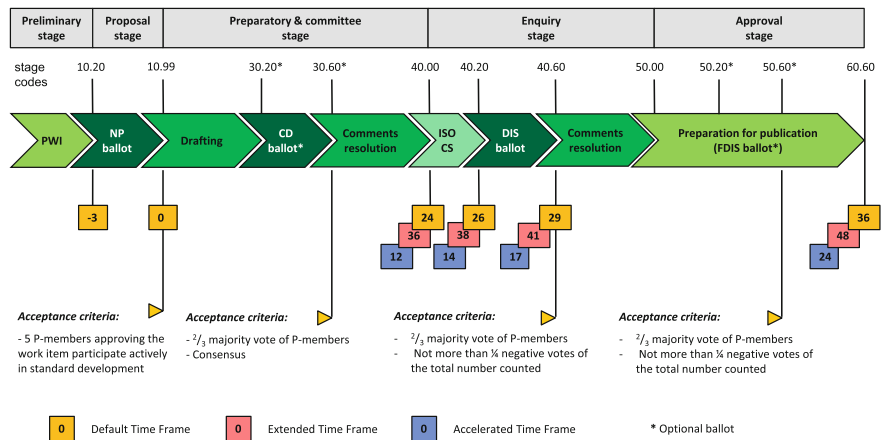 Preliminary stage
Proposal stage
Preparatory & committee stage
Enquiry stage
Approval stage
stage codes
10.20
10.99
30.20*
30.60*
40.00
40.20
40.60
50.00
50.20*
50.60*
60.60
PWI
NP ballot
Drafting
CD ballot*
Comments resolution
ISO CS
DIS ballot
Comments resolution
Preparation for publication
(FDIS ballot*)
-3
0
24
36
12
26
38
14
29
41
17
36
48
24
Acceptance criteria:
- 5 P-members approving the
work item participate actively
in standard development
Acceptance criteria:
- 2/3 majority vote of P-members
- Consensus
Acceptance criteria:
- 2/3 majority vote of P-members
- Not more than ¼ negative votes of
the total number counted
Acceptance criteria:
- 2/3 majority vote of P-members
- Not more than ¼ negative votes of
the total number counted
0 Default Time Frame
0 Extended Time Frame
0 Accelerated Time Frame
* Optional ballot